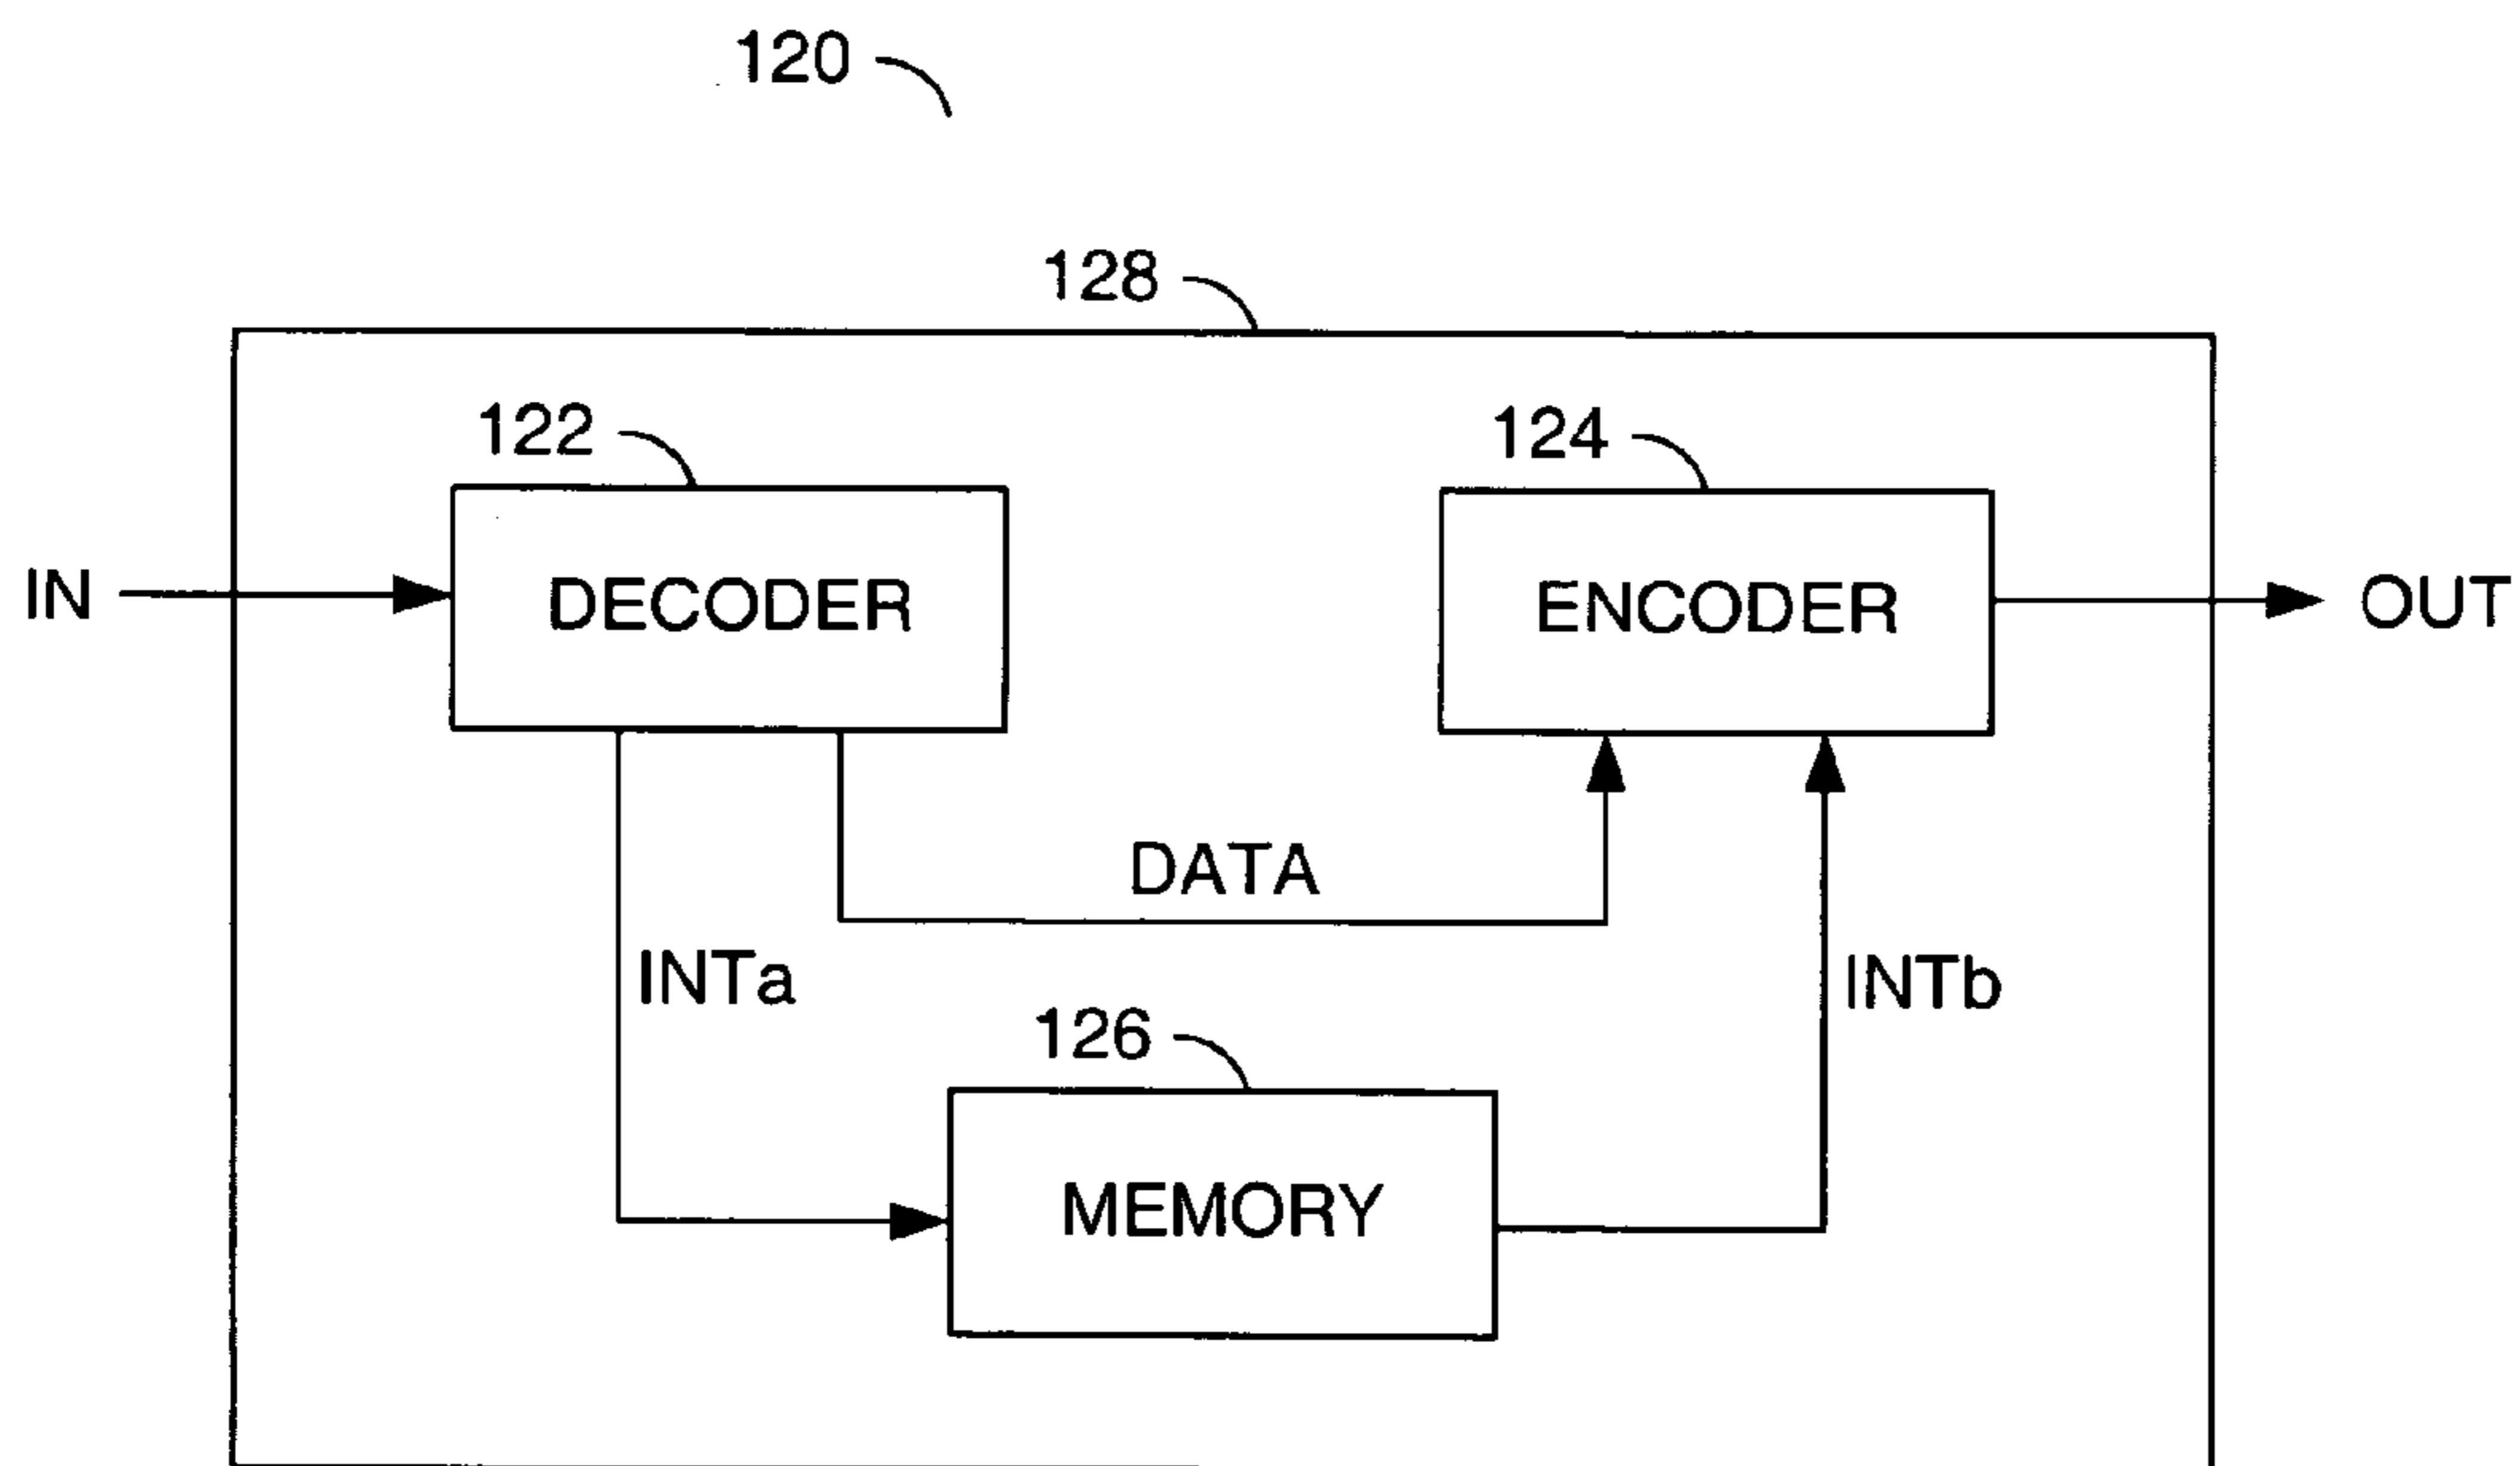 120
128
122
124
IN
DECODER
ENCODER
OUT
DATA
INTa
INTb
126
MEMORY